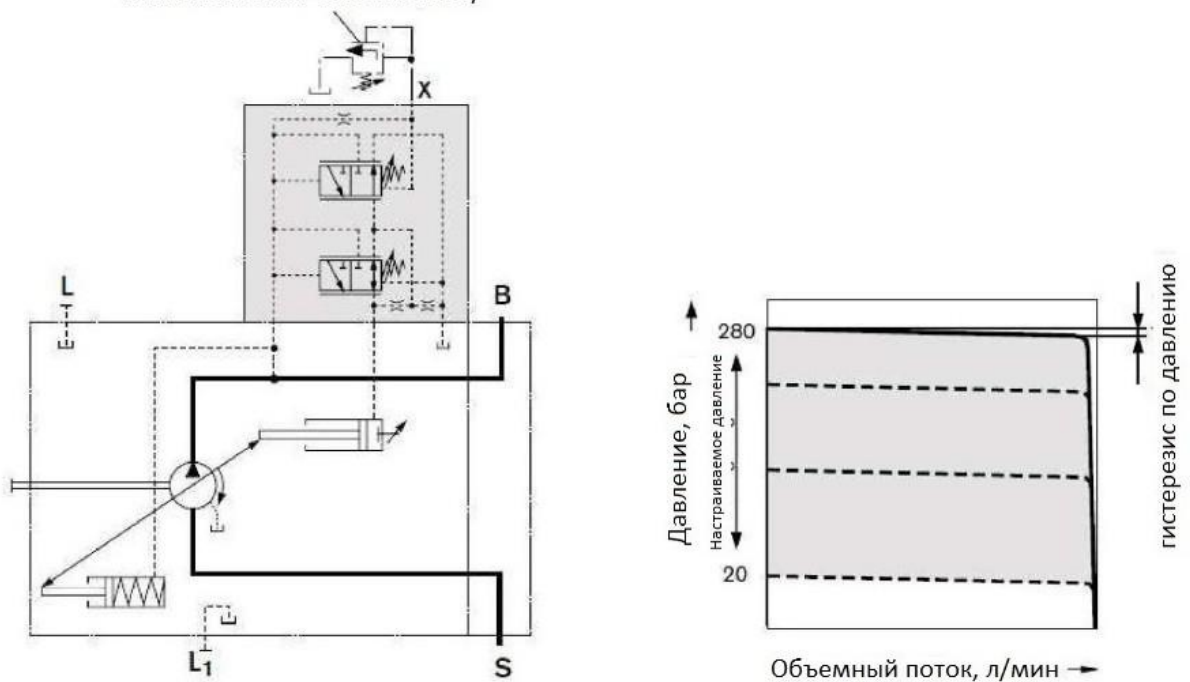 X
L
B
L1
S
280
20
Давление, бар
Настраиваемое давление
гистерезис по давлению
Объемный поток, л/мин